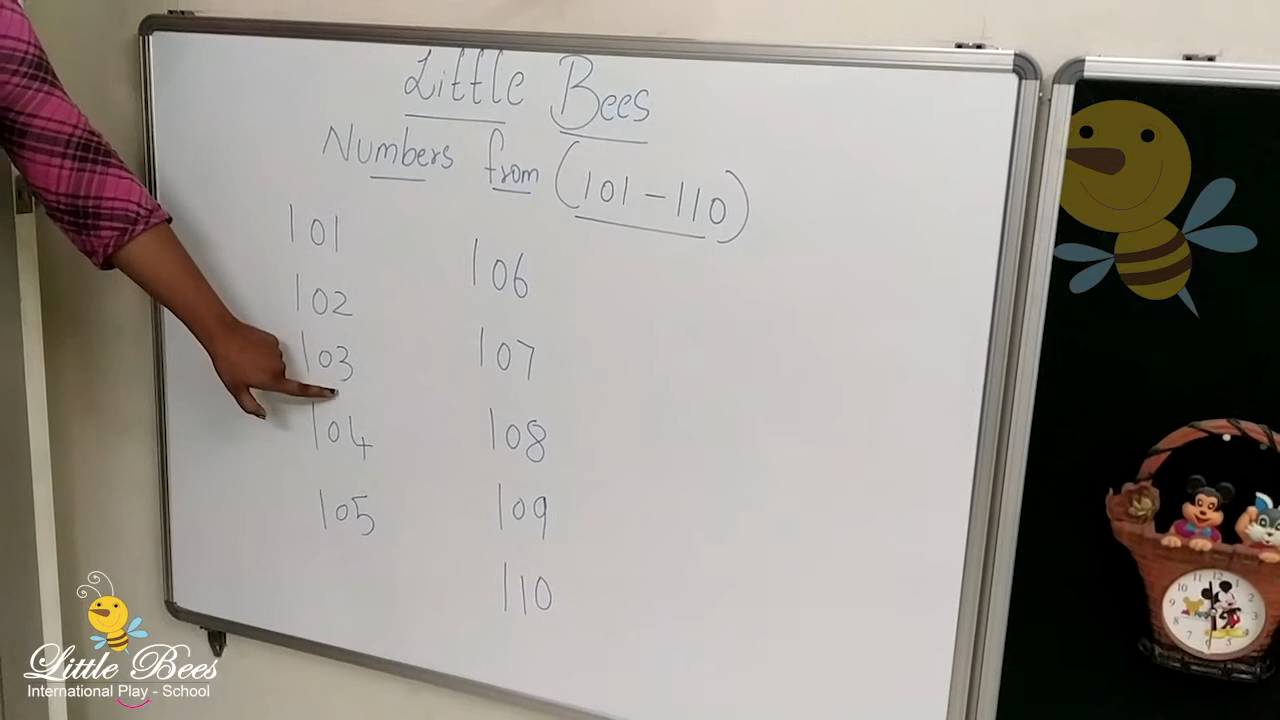 Little Bees
Numbers from (101 - 110)
101
102
103
104
105
106
107
108
109
110
Little Bees
International Play - School